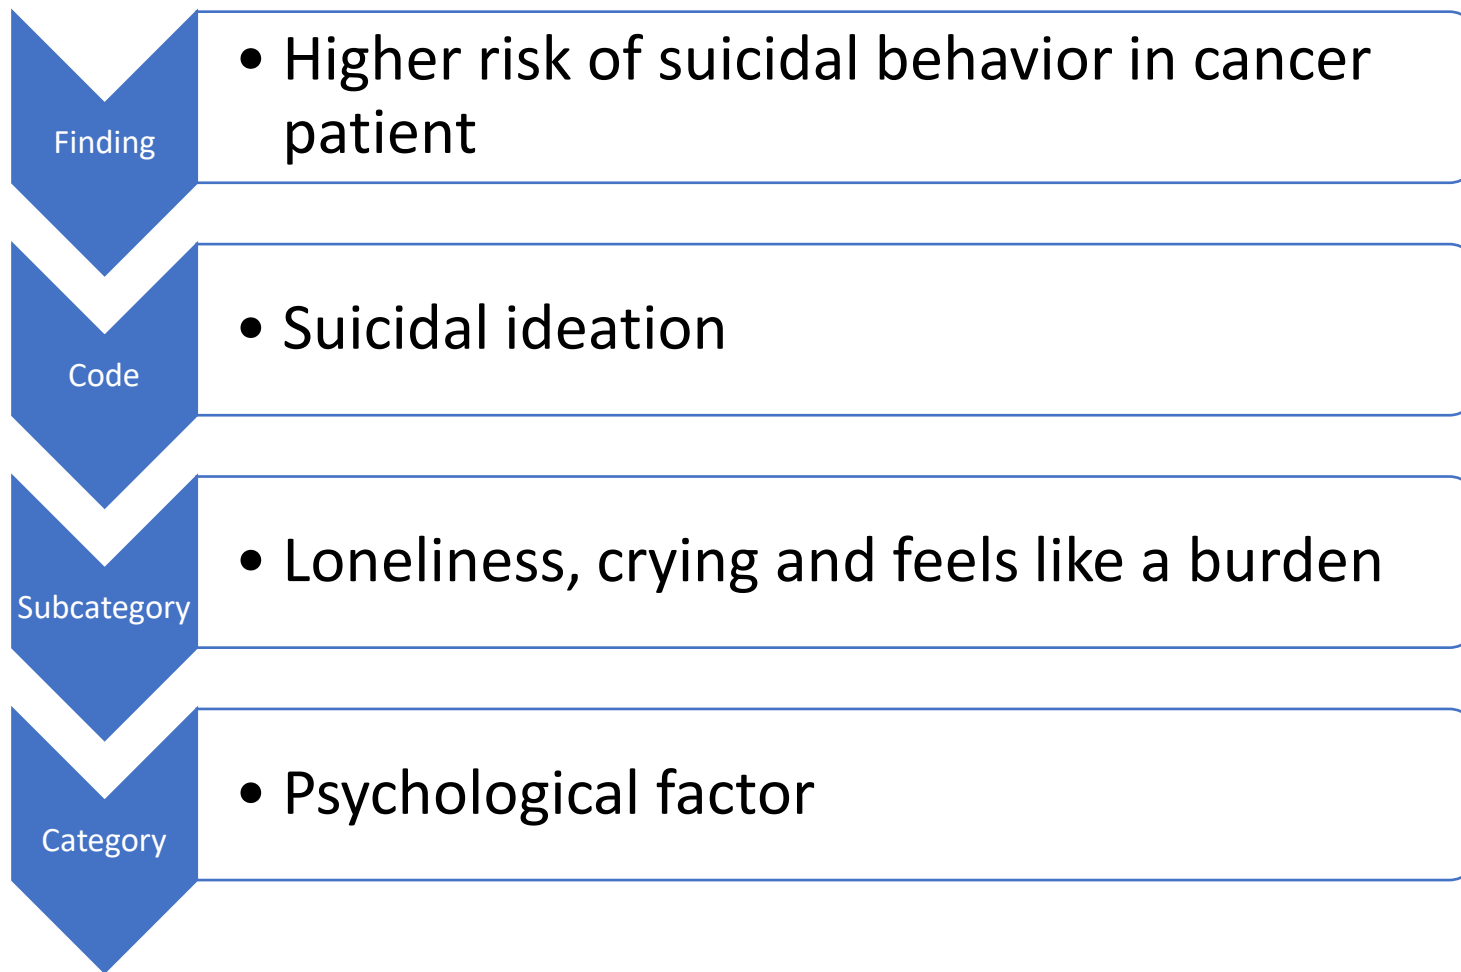 Finding
• Higher risk of suicidal behavior in cancer
patient
Code
• Suicidal ideation
Subcategory
• Loneliness, crying and feels like a burden
Category
• Psychological factor